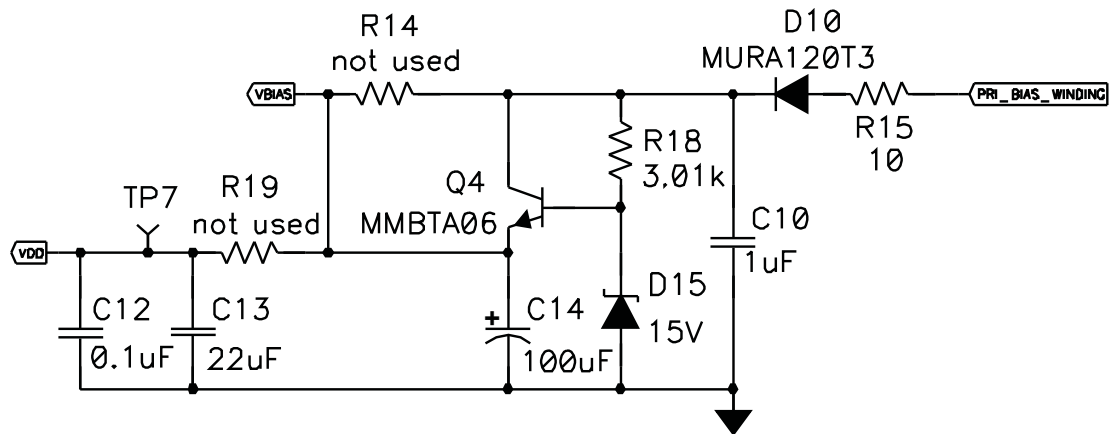 R14
not used
D10
MURA120T3
VBIAS
PRI_BIAS_WINDING
R15
10
R18
3,01k
Q4
MMBTA06
TP7
R19
not used
VDD
C10
1uF
C12
0.1uF
C13
22uF
+
C14
100uF
D15
15V